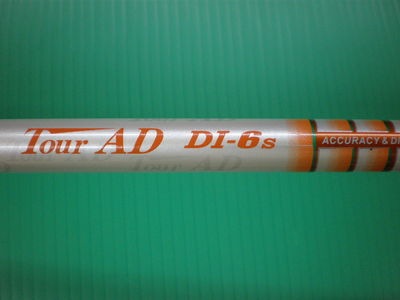 Tour AD DI-6s
ACCURACY & DI